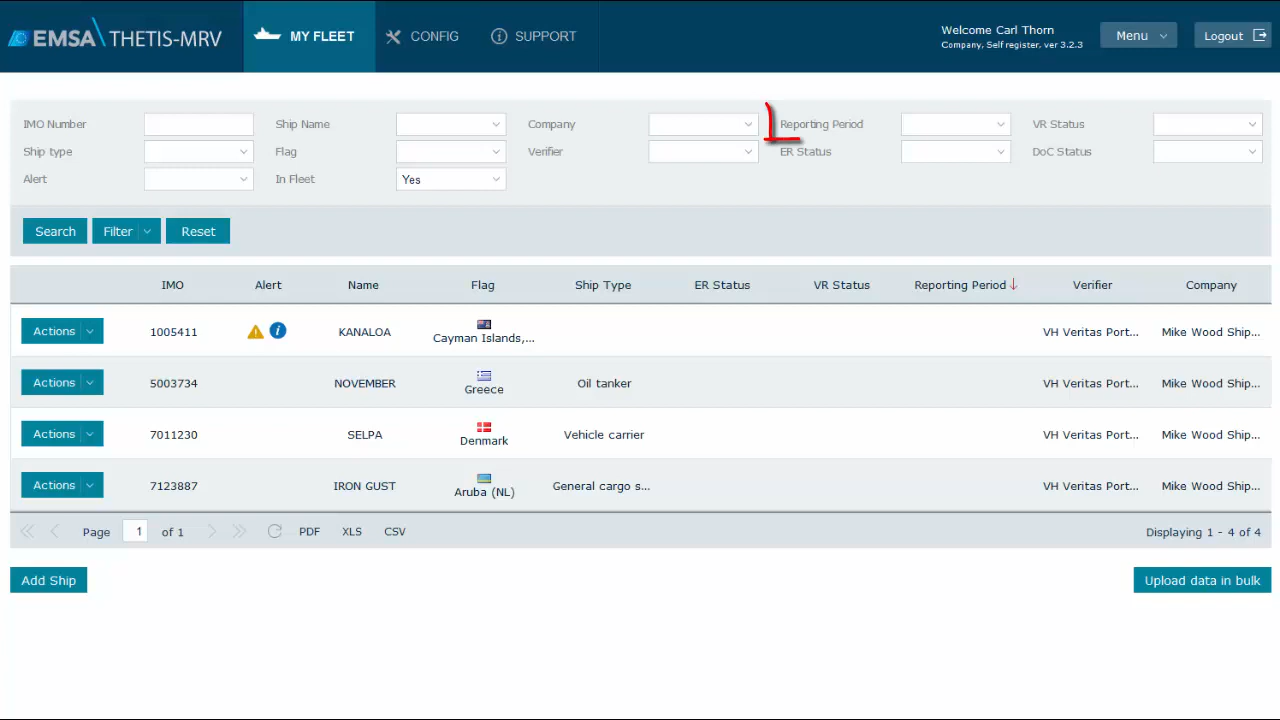 EMSA THETIS-MRV MY FLEET CONFIG SUPPORT Welcome Carl Thorn Menu Logout
Company, Self register, ver 3.2.3
IMO Number Ship Name Company Reporting Period VR Status
Ship type Flag Verifier ER Status DoC Status
Alert In Fleet Yes
Search Filter Reset
IMO Alert Name Flag Ship Type ER Status VR Status Reporting Period Verifier Company
Actions 1005411 KANALOA Cayman Islands,... VH Veritas Port... Mike Wood Ship...
Actions 5003734 NOVEMBER Greece Oil tanker VH Veritas Port... Mike Wood Ship...
Actions 7011230 SELPA Denmark Vehicle carrier VH Veritas Port... Mike Wood Ship...
Actions 7123887 IRON GUST Aruba (NL) General cargo s... VH Veritas Port... Mike Wood Ship...
Page 1 of 1 PDF XLS CSV Displaying 1 - 4 of 4
Add Ship Upload data in bulk